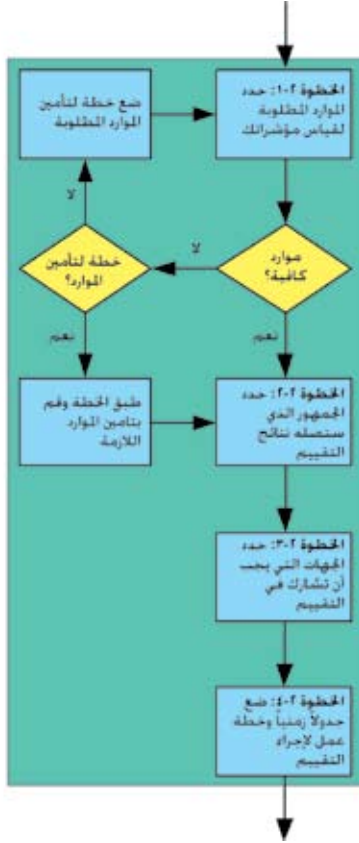 الخطوة ٢-١: حدد
الموارد المطلوبة
لقياس مؤشراتك
ضع خطة لتأمين
الموارد المطلوبة
لا
موارد
كافية؟
لا
خطة لتأمين
الموارد؟
نعم
نعم
الخطوة ٢-٢: حدد
الجمهور الذي
ستصله نتائج
التقييم
طبق الخطة وقم
بتامين الموارد
اللازمة
الخطوة ٢-٣: حدد
الجهات التي يجب
أن تشارك في
التقييم
الخطوة ٢-٤: ضع
جدولاً زمنياً وخطة
عمل لإجراء
التقييم